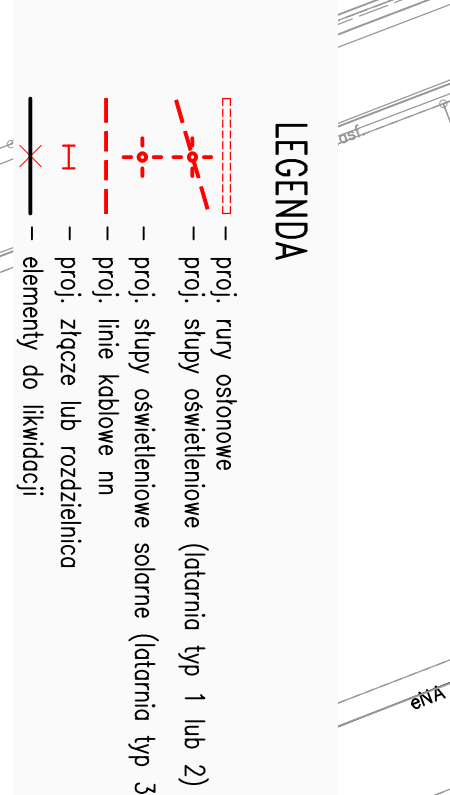 LEGENDA
– proj. rury osłonowe
– proj. słupy oświetleniowe (latarnia typ 1 lub 2)
– proj. słupy oświetleniowe solarne (latarnia typ 3
– proj. linie kablowe nn
– proj. złącze lub rozdzielnica
– elementy do likwidacji
asf.
eNA